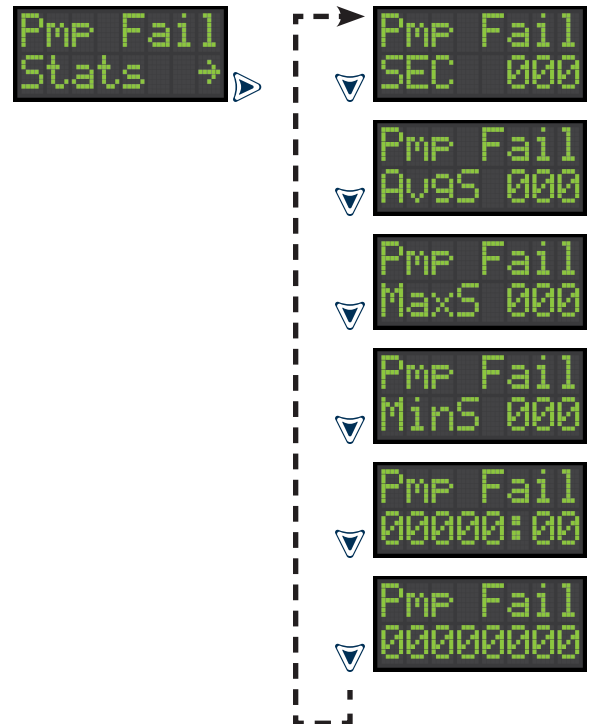 Pmp Fail
Stats →
Pmp Fail
SEC 000
Pmp Fail
AvgS 000
Pmp Fail
MaxS 000
Pmp Fail
MinS 000
Pmp Fail
00000:00
Pmp Fail
00000000